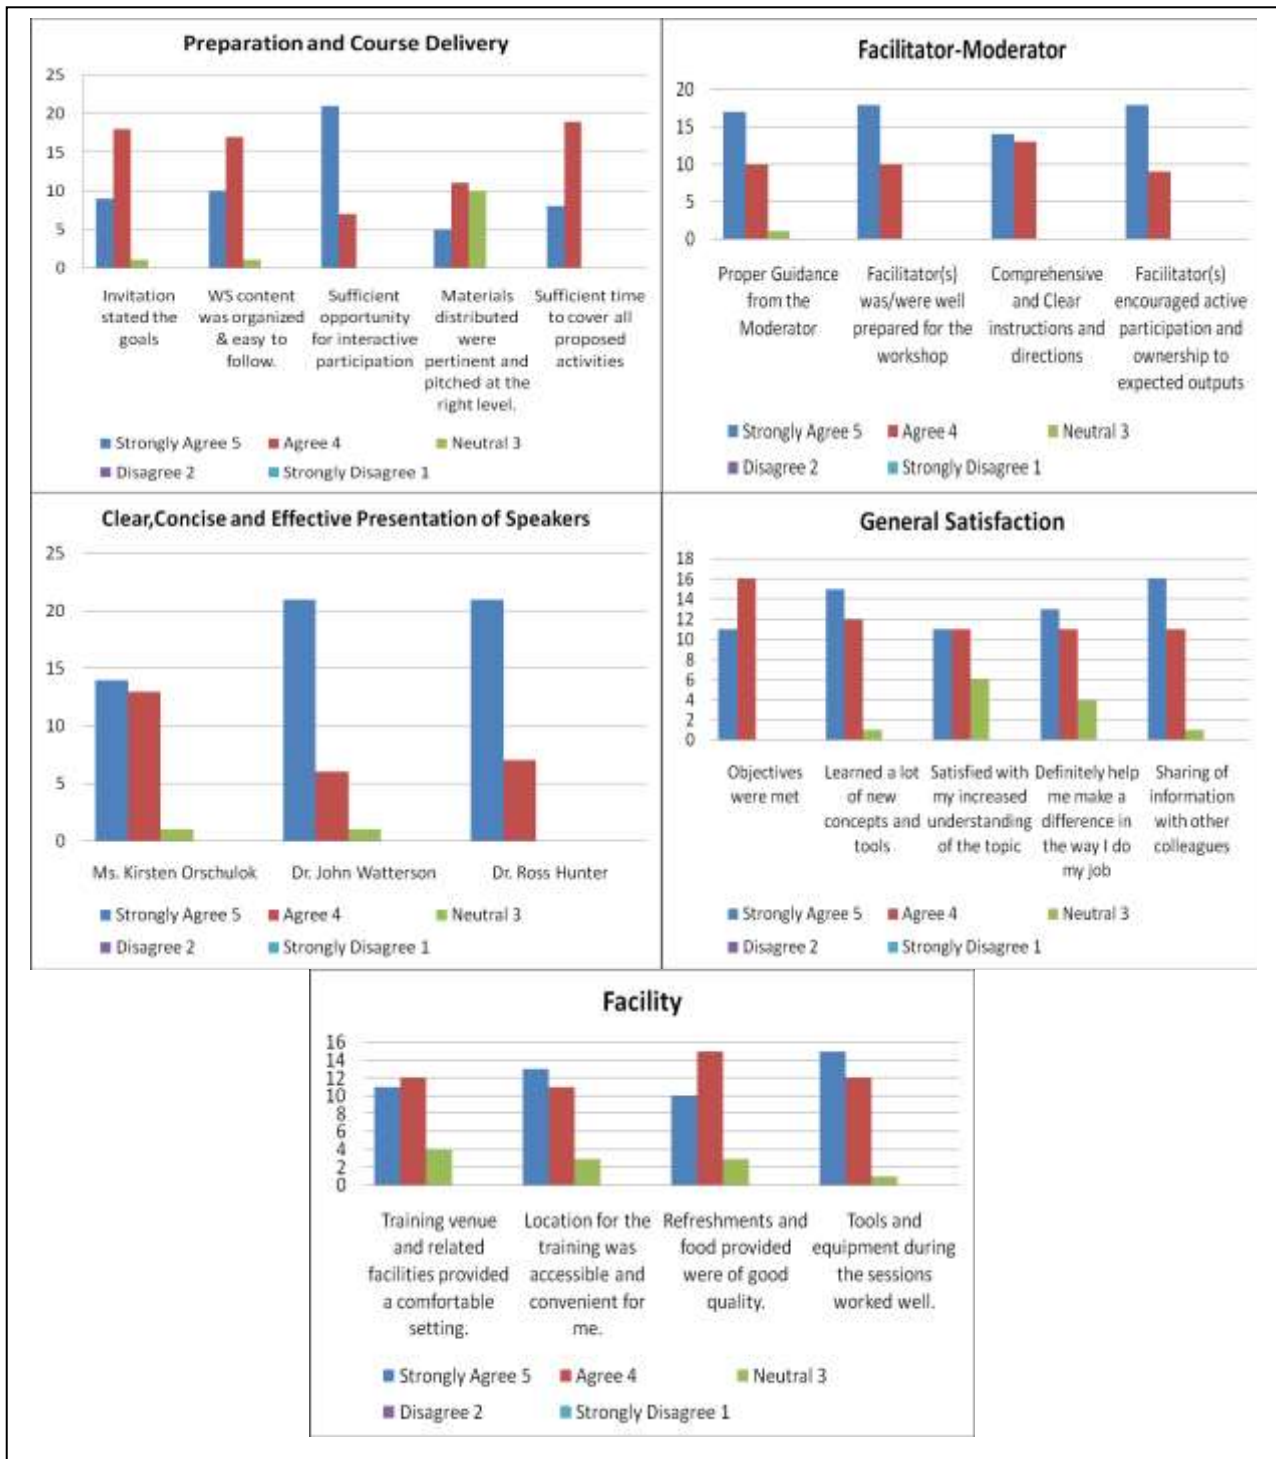 Preparation and Course Delivery
25
20
15
10
5
0
Invitation stated the goals
WS content was organized & easy to follow.
Sufficient opportunity for interactive participation
Materials distributed were pertinent and pitched at the right level.
Sufficient time to cover all proposed activities
Strongly Agree 5
Agree 4
Neutral 3
Disagree 2
Strongly Disagree 1
Facilitator-Moderator
20
15
10
5
0
Proper Guidance from the Moderator
Facilitator(s) was/were well prepared for the workshop
Comprehensive and Clear instructions and directions
Facilitator(s) encouraged active participation and ownership to expected outputs
Strongly Agree 5
Agree 4
Neutral 3
Disagree 2
Strongly Disagree 1
Clear,Concise and Effective Presentation of Speakers
25
20
15
10
5
0
Ms. Kirsten Orschulok
Dr. John Watterson
Dr. Ross Hunter
Strongly Agree 5
Agree 4
Neutral 3
Disagree 2
Strongly Disagree 1
General Satisfaction
18
16
14
12
10
8
6
4
2
0
Objectives were met
Learned a lot of new concepts and tools
Satisfied with my increased understanding of the topic
Definitely help me make a difference in the way I do my job
Sharing of information with other colleagues
Strongly Agree 5
Agree 4
Neutral 3
Disagree 2
Strongly Disagree 1
Facility
16
14
12
10
8
6
4
2
0
Training venue and related facilities provided a comfortable setting.
Location for the training was accessible and convenient for me.
Refreshments and food provided were of good quality.
Tools and equipment during the sessions worked well.
Strongly Agree 5
Agree 4
Neutral 3
Disagree 2
Strongly Disagree 1